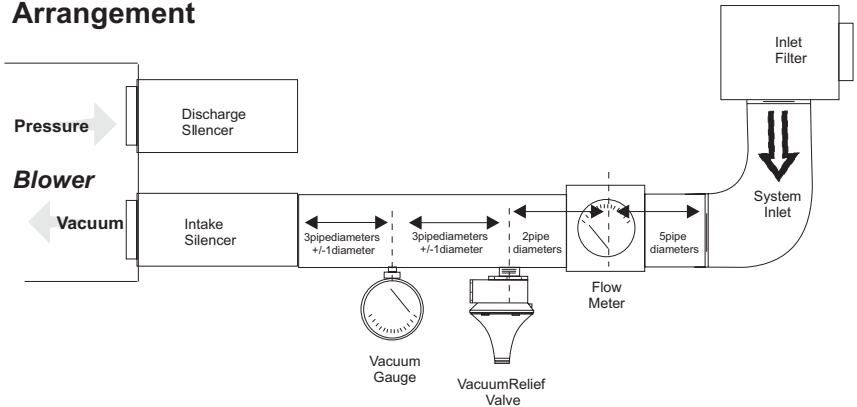 Arrangement
Inlet
Filter
Discharge
SIlencer
Pressure
Blower
Vacuum
Intake
Silencer
System
Inlet
3pipediameters
+/-1diameter
3pipediameters
+/-1diameter
2pipe
diameters
5pipe
diameters
Flow
Meter
Vacuum
Gauge
VacuumRelief
Valve